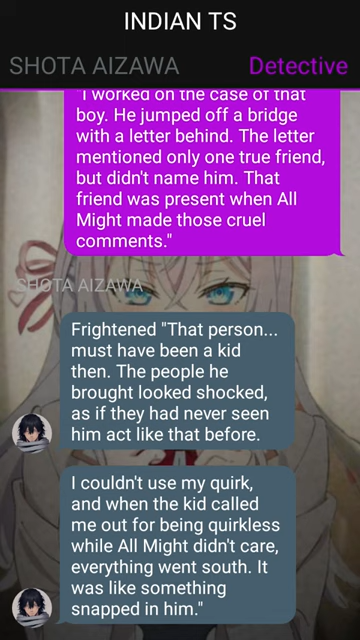 INDIAN TS
SHOTA AIZAWA Detective
"I worked on the case of that
boy. He jumped off a bridge
with a letter behind. The letter
mentioned only one true friend,
but didn't name him. That
friend was present when All
Might made those cruel
comments."
SHOTA AIZAWA
Frightened "That person...
must have been a kid
then. The people he
brought looked shocked,
as if they had never seen
him act like that before.
I couldn't use my quirk,
and when the kid called
me out for being quirkless
while All Might didn't care,
everything went south. It
was like something
snapped in him."